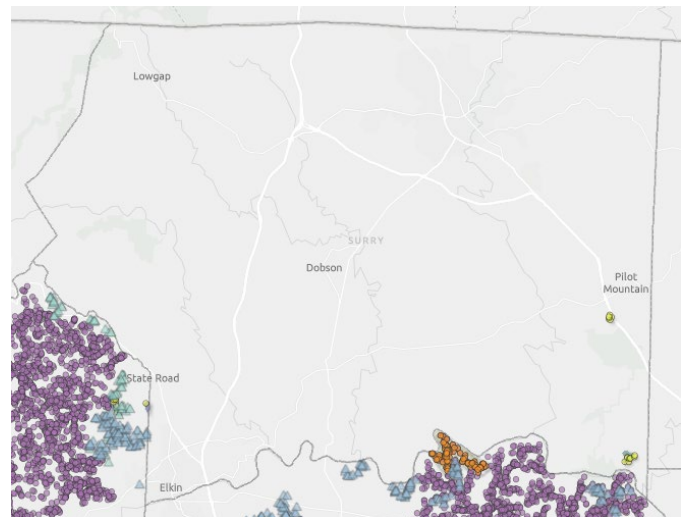 Lowgap
SURRY
Dobson
Pilot
Mountain
State Road
Elkin